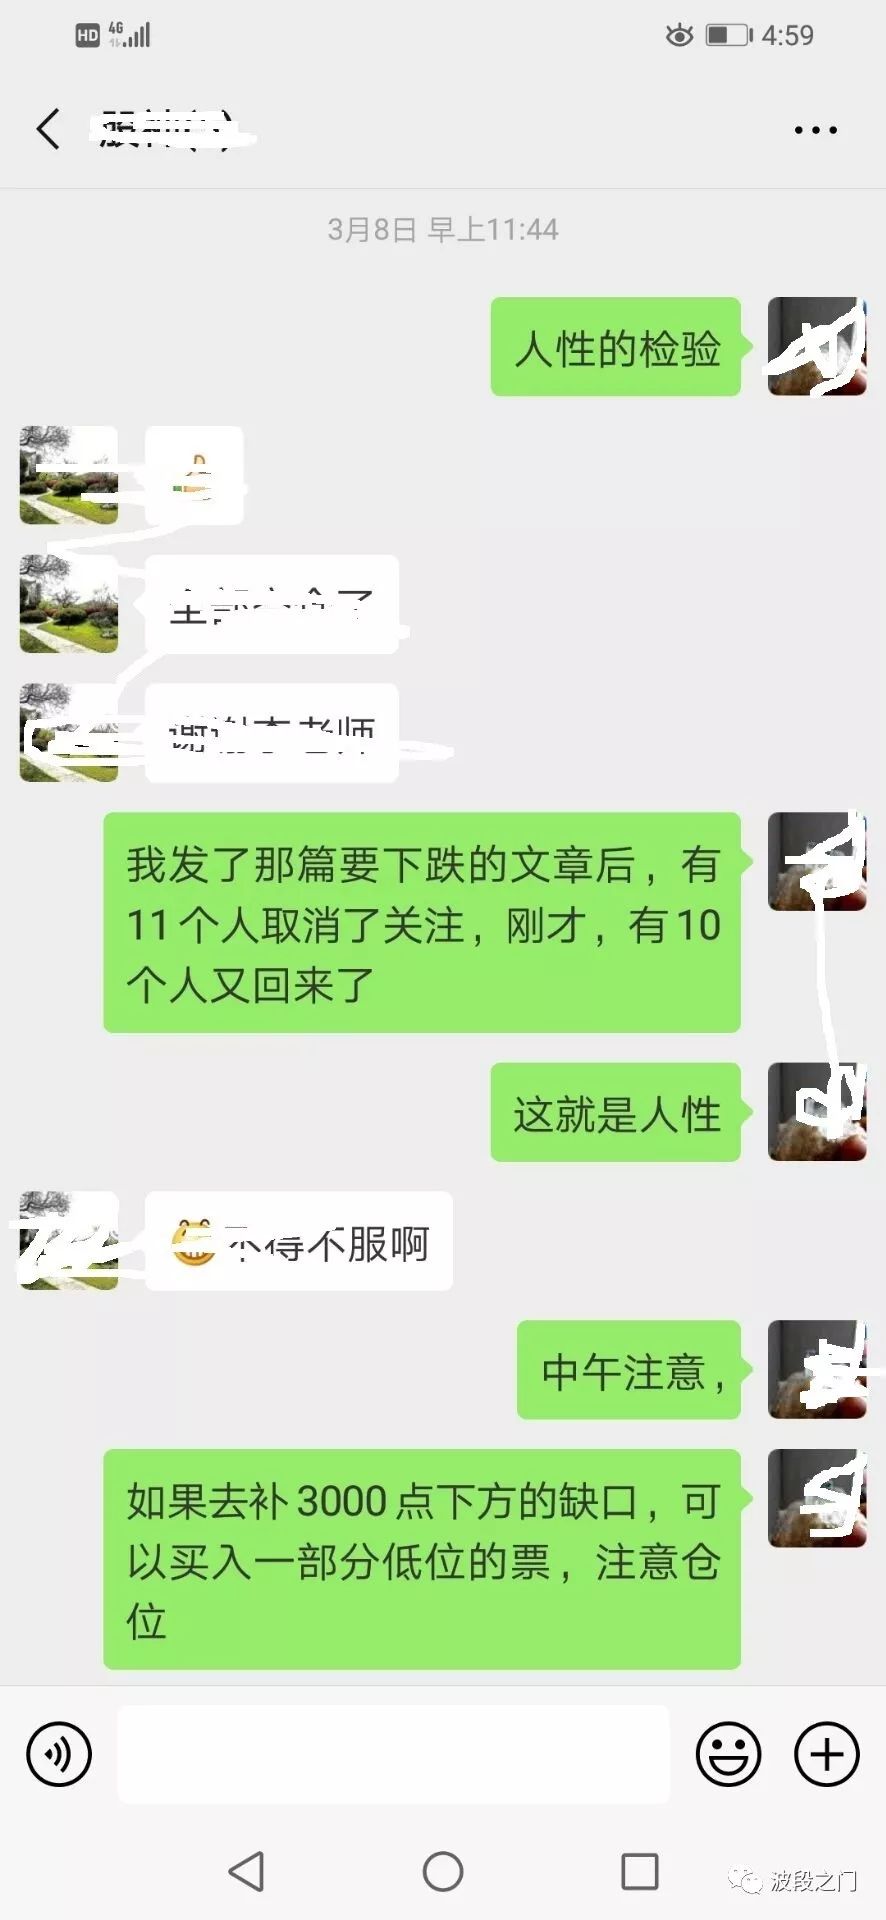 HD 4G 4:59
3月8日 早上11:44
人性的检验
我发了那篇要下跌的文章后，有
11个人取消了关注，刚才，有10
个人又回来了
这就是人性
不得不服啊
中午注意，
如果去补3000点下方的缺口，可
以买入一部分低位的票，注意仓
位
波段之门